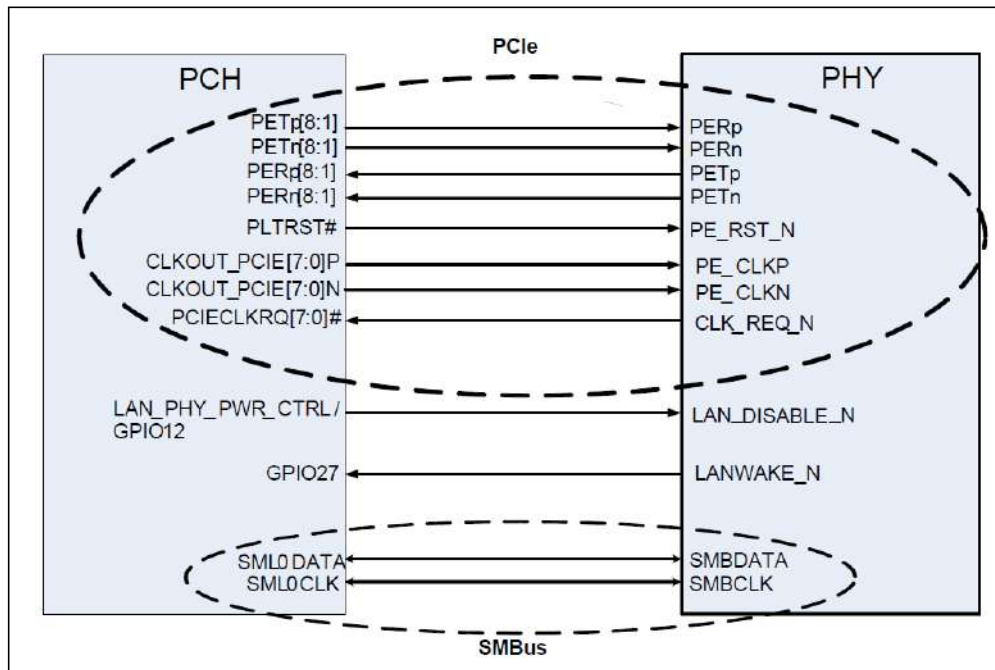 PCIe
PCH
PHY
PETp[8:1]
PERp
PETn[8:1]
PERn
PERp[8:1]
PETp
PERn[8:1]
PETn
PLTRST#
PE_RST_N
CLKOUT_PCIE[7:0]P
PE_CLKP
CLKOUT_PCIE[7:0]N
PE_CLKN
PCIECLKRQ[7:0]#
CLK_REQ_N
LAN_PHY_PWR_CTRL/
GPIO12
LAN_DISABLE_N
GPIO27
LANWAKE_N
SML0DATA
SMBDATA
SML0CLK
SMBCLK
SMBus